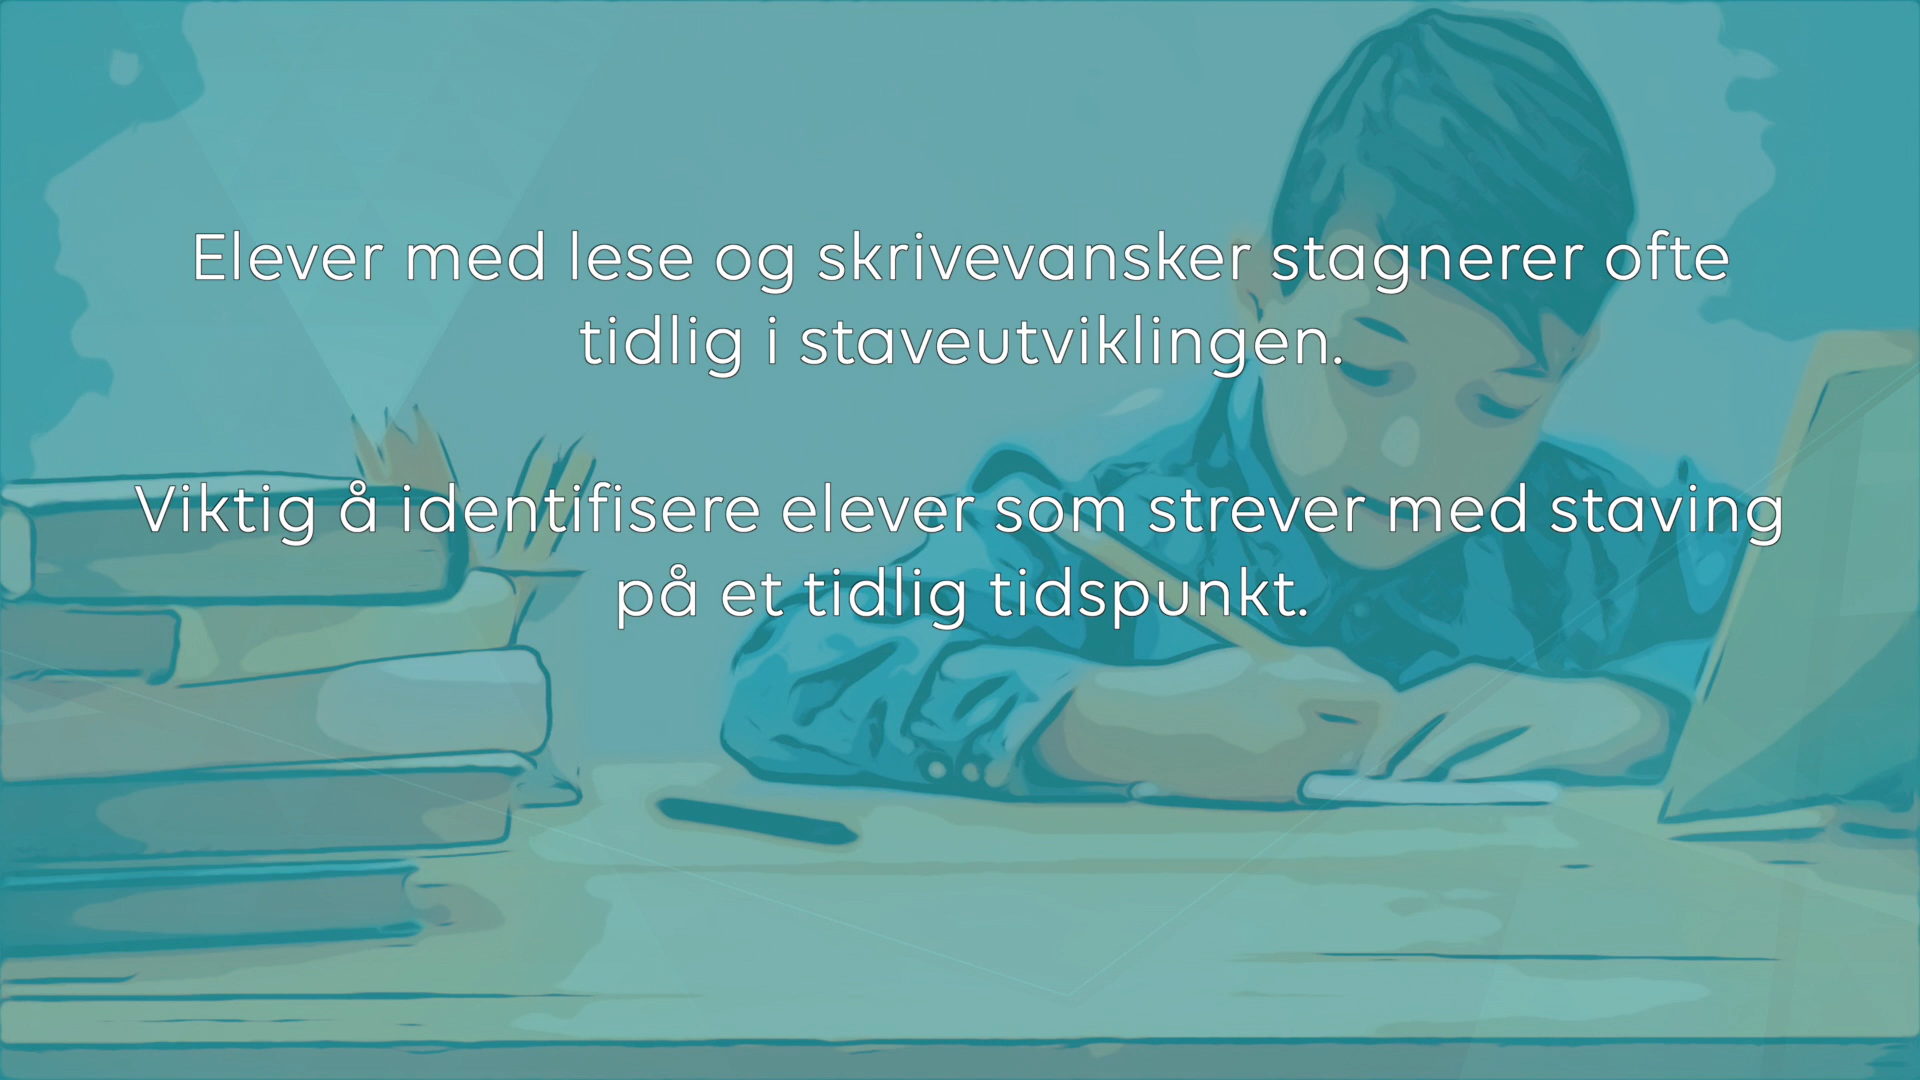 Elever med lese og skrivevansker stagnerer ofte
tidlig i staveutviklingen.
Viktig å identifisere elever som strever med staving
på et tidlig tidspunkt.